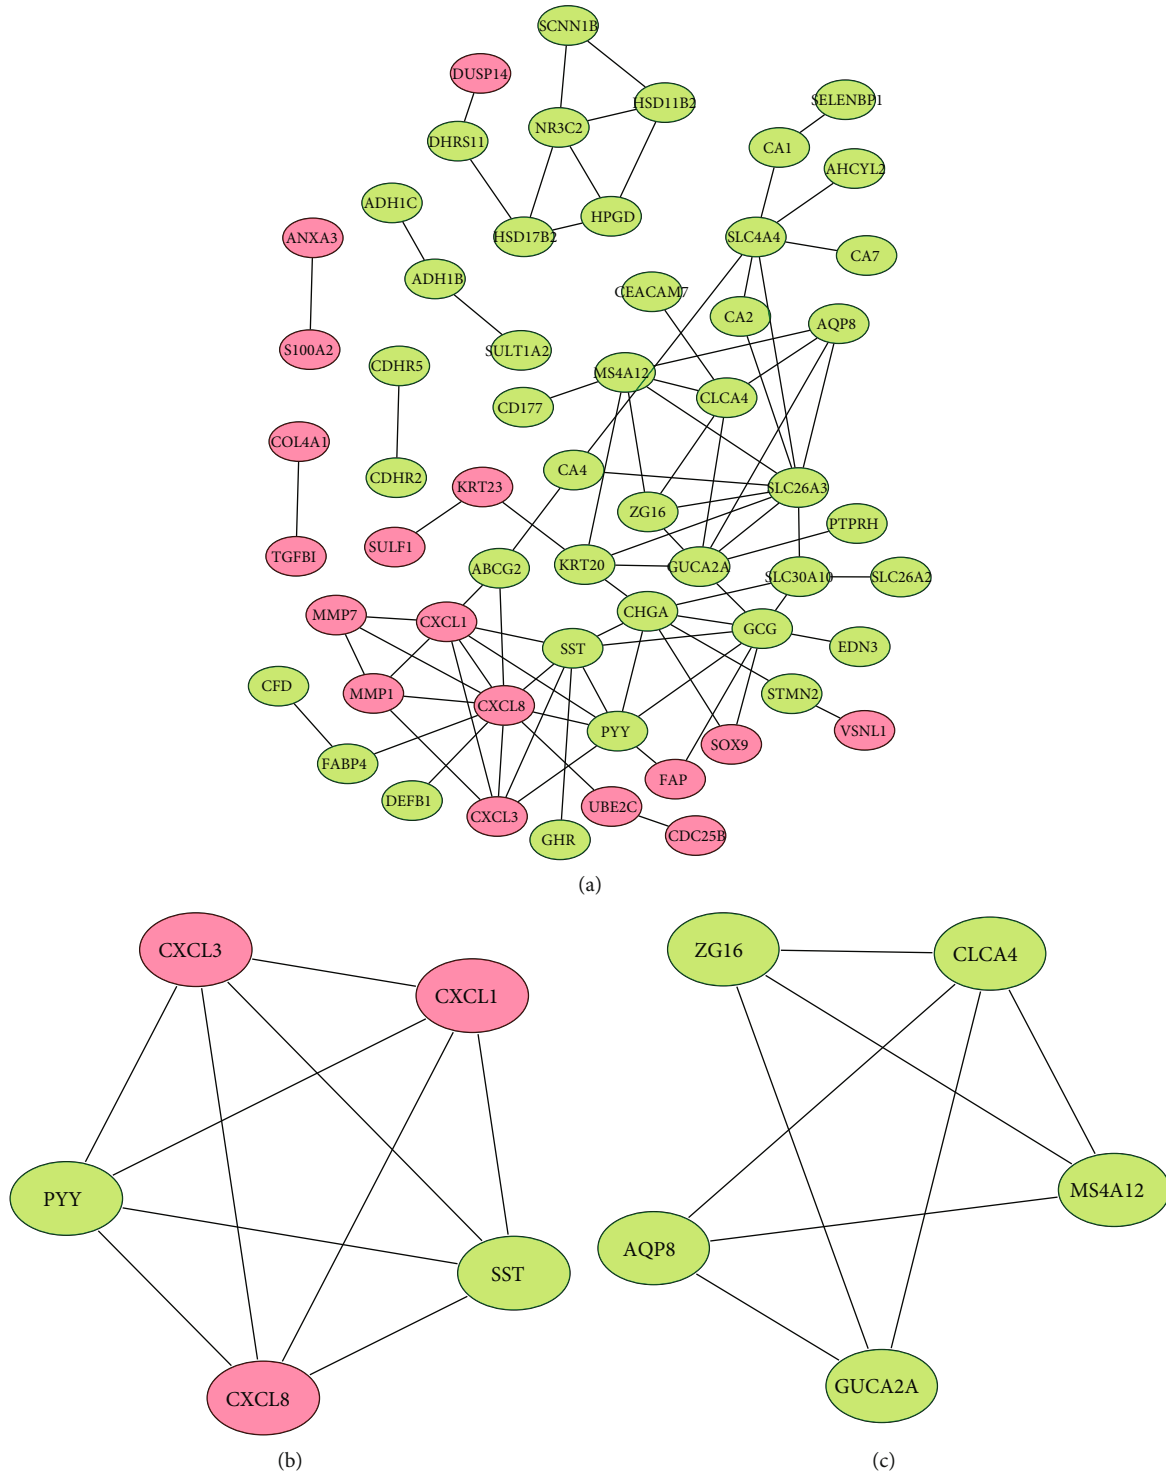 SCNN1B
DUSP14
HSD11B2
SELENBP1
NR3C2
DHRS11
CA1
AHCYL2
ADH1C
HPGD
ANXA3
HSD17B2
SLC4A4
CA7
ADH1B
CEACAM7
CA2
AQP8
S100A2
SULT1A2
CDHR5
MS4A12
CLCA4
CD177
COL4A1
CDHR2
CA4
KRT23
SLC26A3
ZG16
PTPRH
SULF1
TGFBI
ABCG2
KRT20
GUCA2A
SLC30A10
SLC26A2
MMP7
CXCL1
CHGA
GCG
SST
EDN3
CFD
MMP1
STMN2
CXCL8
PYY
SOX9
VSNL1
FABP4
FAP
DEFB1
CXCL3
UBE2C
CDC25B
GHR
(a)
CXCL3
CXCL1
PYY
SST
CXCL8
(b)
ZG16
CLCA4
MS4A12
AQP8
GUCA2A
(c)